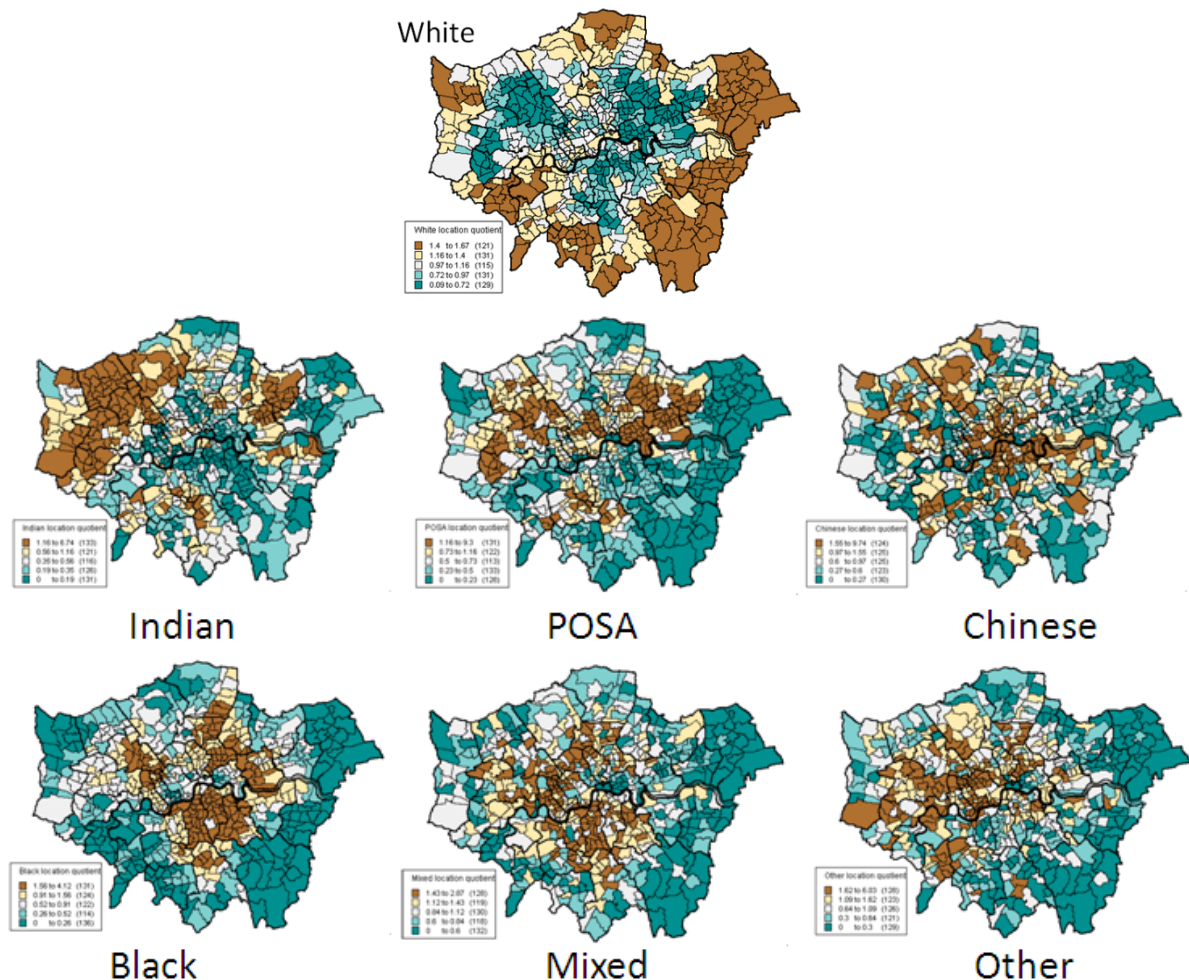 White
White location quotient
1.4 to 1.67 (121)
1.16 to 1.4 (131)
0.97 to 1.16 (115)
0.72 to 0.97 (131)
0.09 to 0.72 (129)
Indian location quotient
1.16 to 6.74 (133)
0.56 to 1.16 (121)
0.35 to 0.56 (116)
0.19 to 0.35 (126)
0 to 0.19 (131)
POSA location quotient
1.16 to 9.3 (131)
0.73 to 1.16 (122)
0.5 to 0.73 (113)
0.23 to 0.5 (133)
0 to 0.23 (128)
Chinese location quotient
1.55 to 9.74 (124)
0.97 to 1.55 (125)
0.6 to 0.97 (125)
0.27 to 0.6 (123)
0 to 0.27 (130)
Indian
POSA
Chinese
Black location quotient
1.56 to 4.12 (131)
0.91 to 1.56 (124)
0.52 to 0.91 (122)
0.26 to 0.52 (114)
0 to 0.26 (136)
Mixed location quotient
1.43 to 2.87 (128)
1.12 to 1.43 (119)
0.84 to 1.12 (130)
0.6 to 0.84 (118)
0 to 0.6 (132)
Other location quotient
1.62 to 6.03 (128)
1.09 to 1.62 (123)
0.64 to 1.09 (126)
0.3 to 0.64 (121)
0 to 0.3 (129)
Black
Mixed
Other